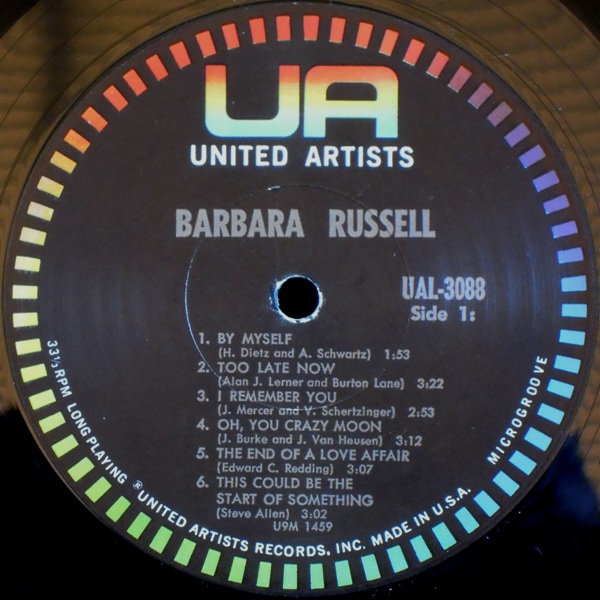 UA
UNITED ARTISTS
BARBARA RUSSELL
UAL-3088
Side 1:
1. BY MYSELF
(H. Dietz and A. Schwartz) 1:53
2. TOO LATE NOW
(Alan J. Lerner and Burton Lane) 3:22
3. I REMEMBER YOU
(J. Mercer and V. Schertzinger) 2:53
4. OH, YOU CRAZY MOON
(J. Burke and J. Van Heusen) 3:12
5. THE END OF A LOVE AFFAIR
(Edward C. Redding) 3:07
6. THIS COULD BE THE
START OF SOMETHING
(Steve Allen) 3:02
U9M 1459
33⅓ RPM LONG PLAYING ® UNITED ARTISTS RECORDS, INC. MADE IN U.S.A. MICROGROOVE